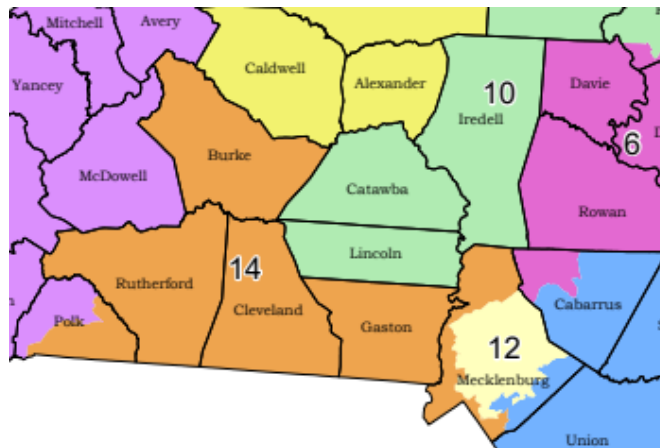 Mitchell
Avery
Yancey
Caldwell
Alexander
10
Iredell
Davie
6
McDowell
Burke
Catawba
Rowan
Lincoln
Rutherford
14
Cleveland
Polk
Gaston
Cabarrus
12
Mecklenburg
Union